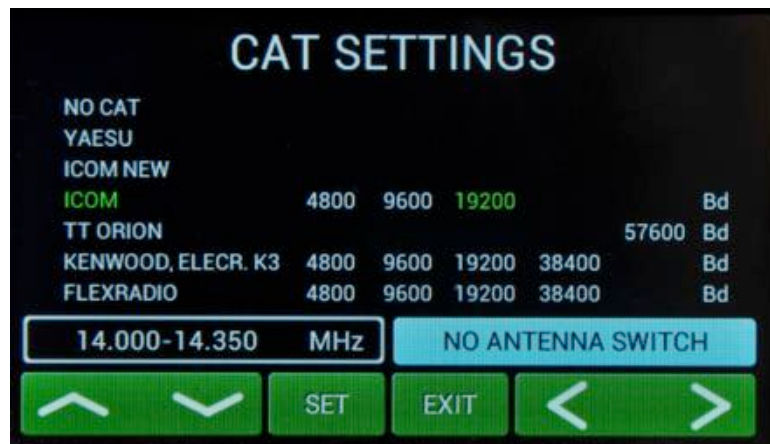 CAT SETTINGS
NO CAT
YAESU
ICOM NEW
ICOM 4800 9600 19200 Bd
TT ORION 57600 Bd
KENWOOD, ELECR. K3 4800 9600 19200 38400 Bd
FLEXRADIO 4800 9600 19200 38400 Bd
14.000-14.350 MHz NO ANTENNA SWITCH
SET EXIT